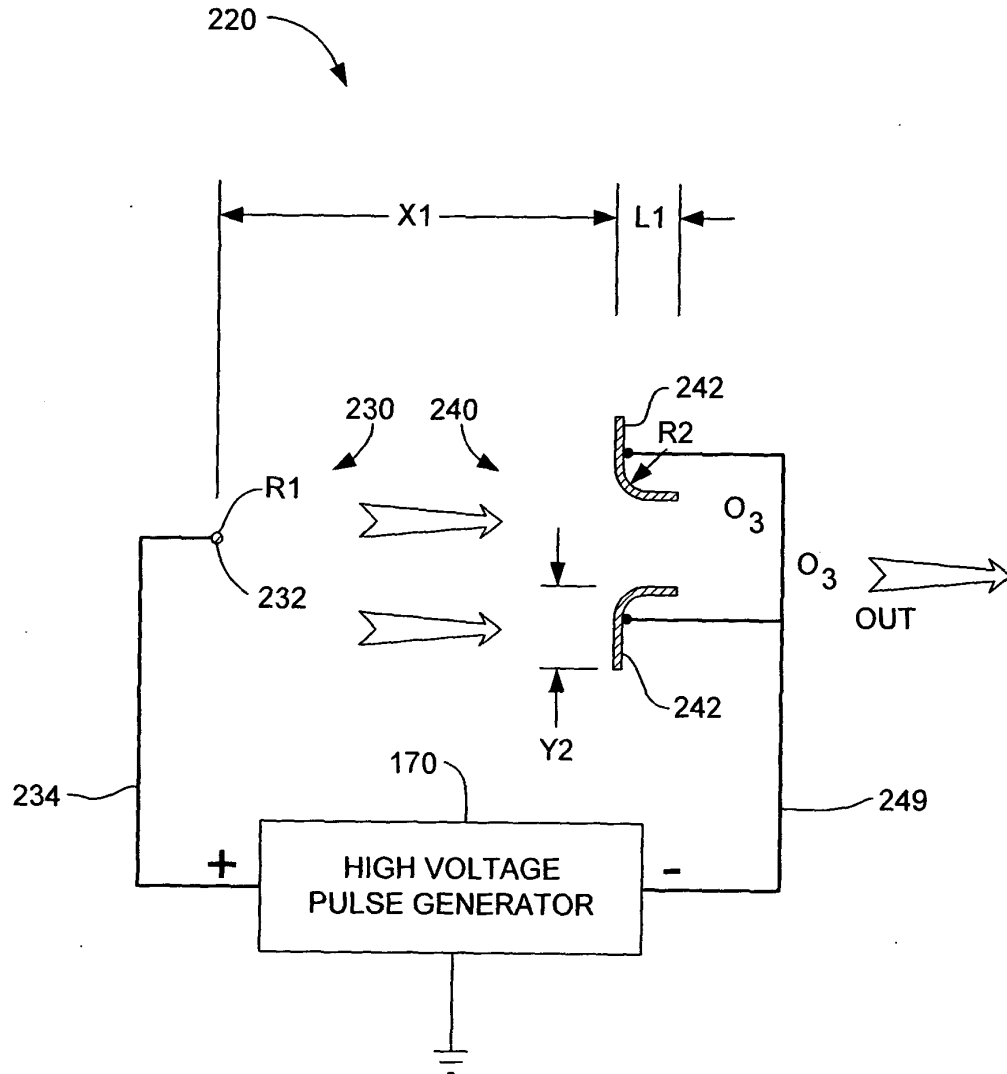 220
X1
L1
242
230
240
R2
R1
O3
O3
232
OUT
242
Y2
170
234
249
+
-
HIGH VOLTAGE
PULSE GENERATOR